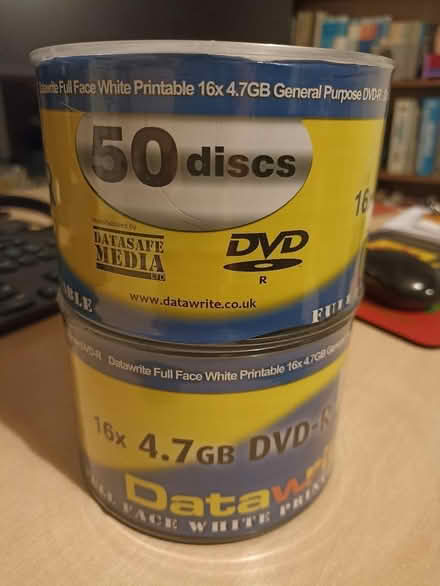 Datawrite Full Face White Printable 16x 4.7GB General Purpose DVD-R
50 discs
16x
DATASAFE
MEDIA
LTD
DVD
R
www.datawrite.co.uk
FULL
DVD-R Datawrite Full Face White Printable 16x 4.7GB General
16x 4.7GB DVD-R
Datawri
FULL FACE WHITE PRIN